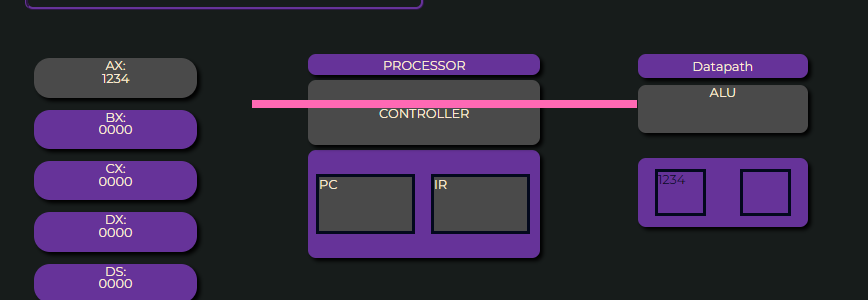 AX:
1234
BX:
0000
CX:
0000
DX:
0000
DS:
0000
PROCESSOR
CONTROLLER
PC
IR
Datapath
ALU
1234